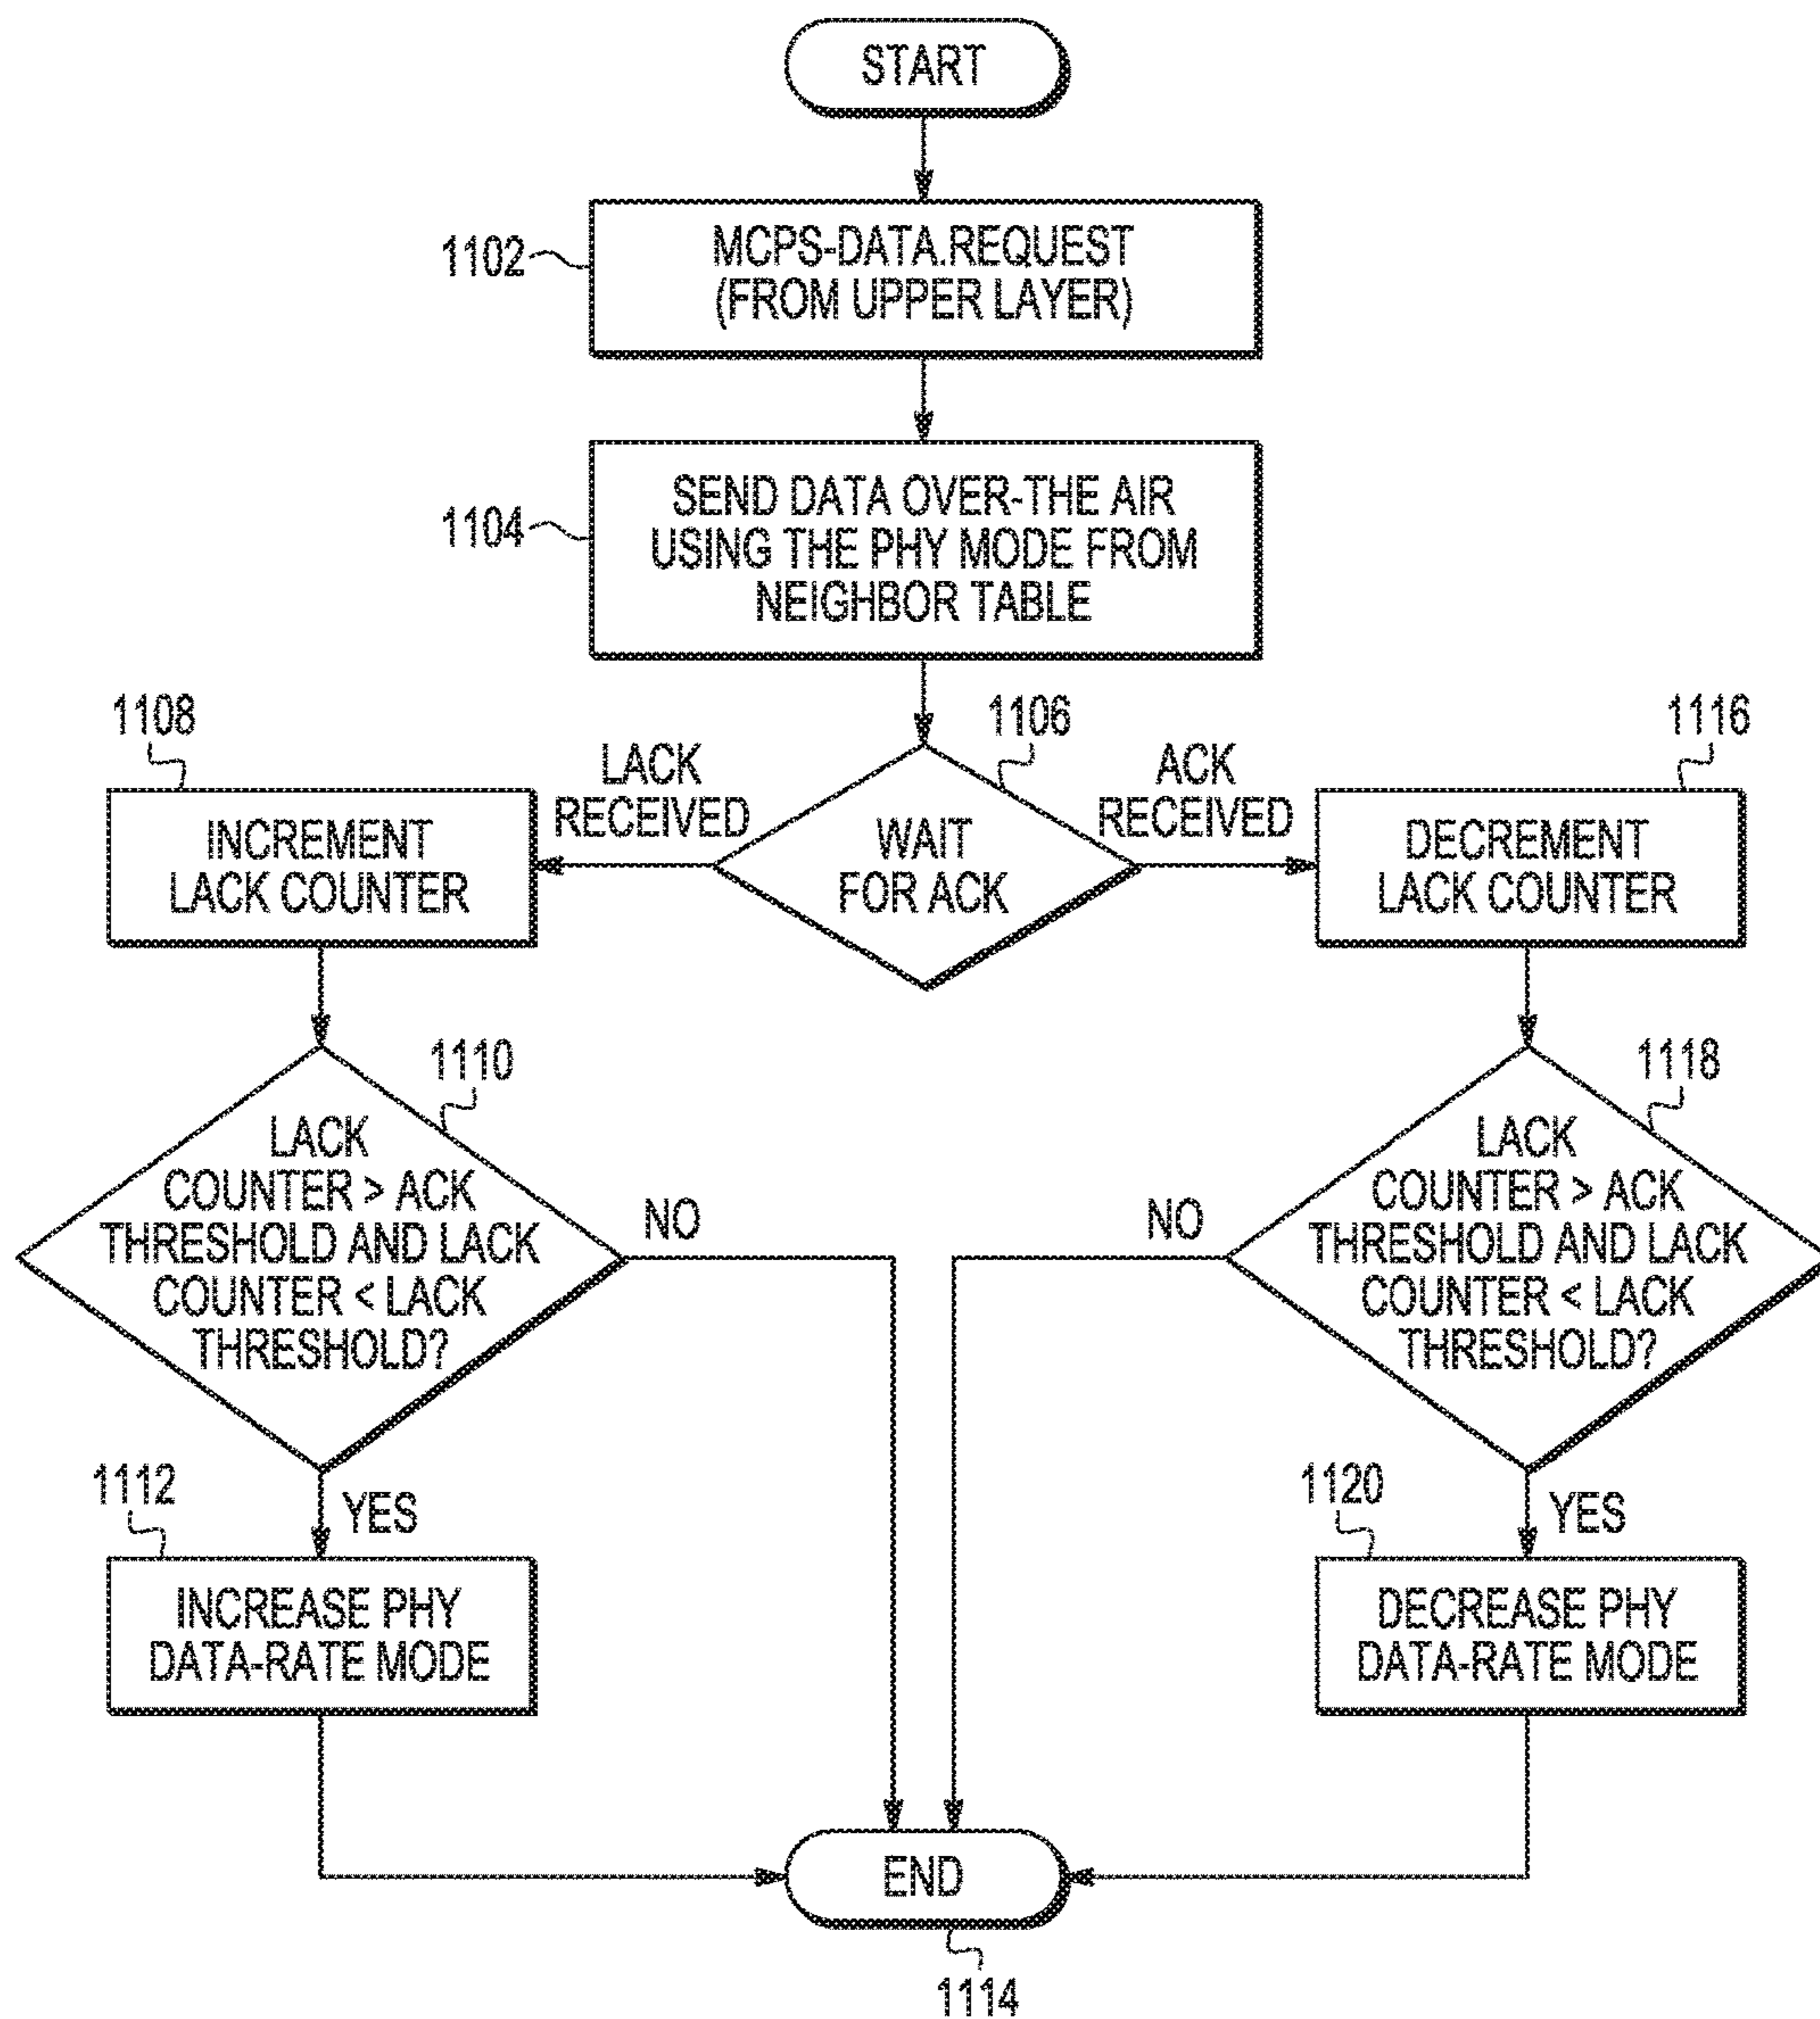 START
1102
MCPS-DATA.REQUEST
(FROM UPPER LAYER)
1104
SEND DATA OVER-THE AIR
USING THE PHY MODE FROM
NEIGHBOR TABLE
1106
WAIT
FOR ACK
LACK
RECEIVED
ACK
RECEIVED
1108
INCREMENT
LACK COUNTER
1116
DECREMENT
LACK COUNTER
1110
LACK
COUNTER > ACK
THRESHOLD AND LACK
COUNTER < LACK
THRESHOLD?
NO
1118
LACK
COUNTER > ACK
THRESHOLD AND LACK
COUNTER < LACK
THRESHOLD?
NO
1112
YES
INCREASE PHY
DATA-RATE MODE
1120
YES
DECREASE PHY
DATA-RATE MODE
END
1114